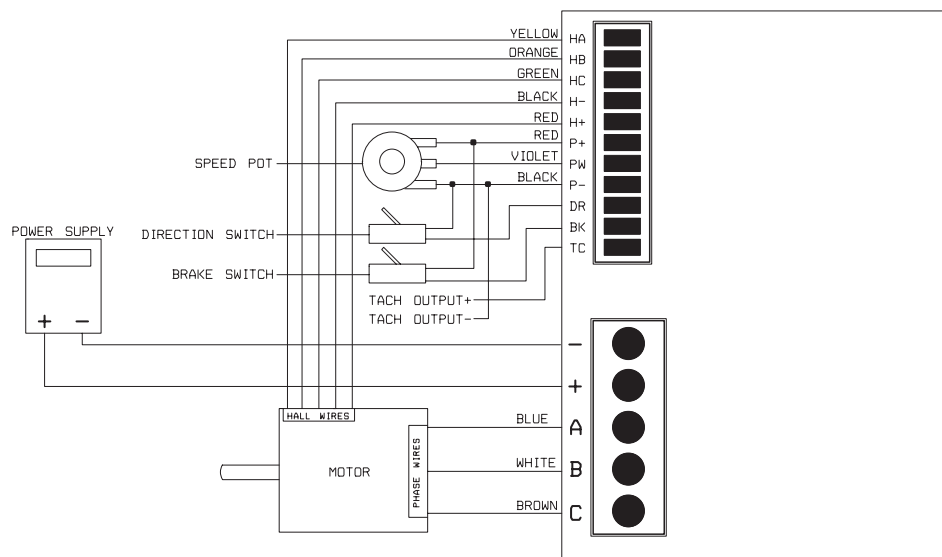 YELLOW HA
ORANGE HB
GREEN HC
BLACK H-
RED H+
RED P+
SPEED POT VIOLET PW
BLACK P-
DR
POWER SUPPLY DIRECTION SWITCH BK
BRAKE SWITCH TC
TACH OUTPUT+
TACH OUTPUT-
+ -
-
+
HALL WIRES
BLUE A
MOTOR PHASE WIRES WHITE B
BROWN C